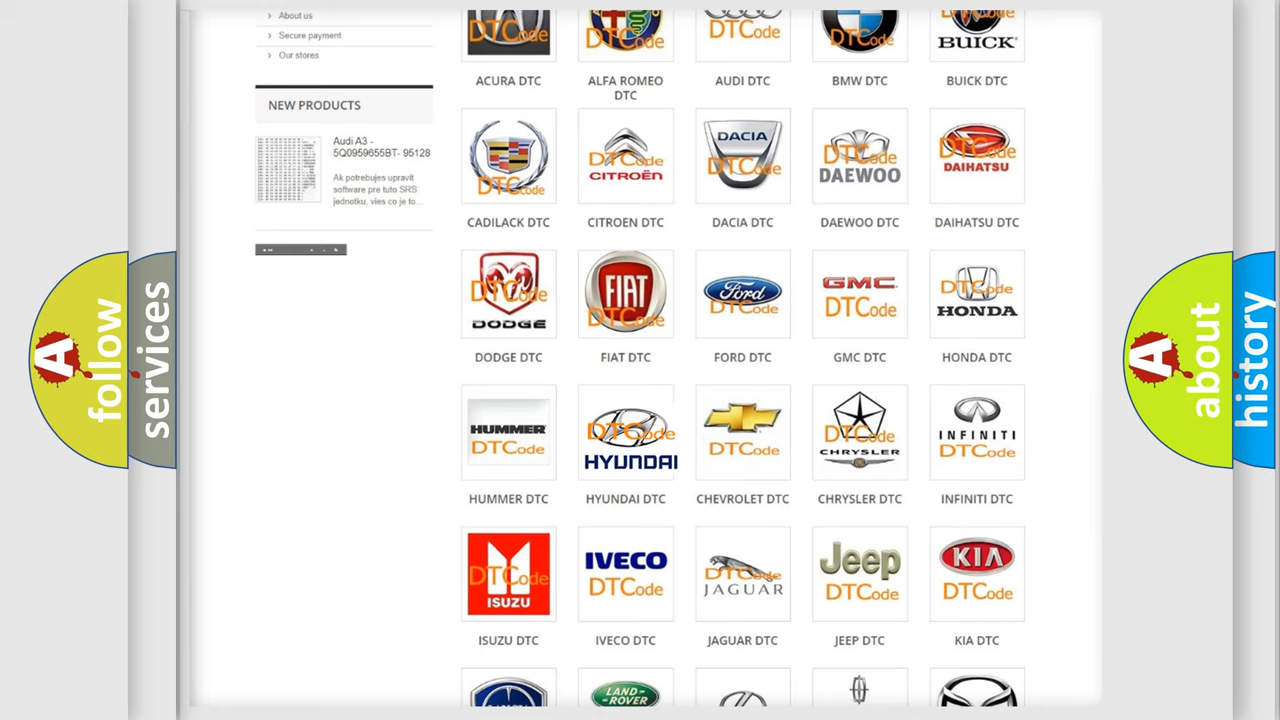 About us
Secure payment
Our stores
NEW PRODUCTS
Audi A3 -
5Q0959655BT- 95128
Ak potrebujes upravit
software pre tuto SRS
jednotku, vies co je to...
DTCode
DTCode
DTCode
DTCode
BUICK
ACURA DTC
ALFA ROMEO
DTC
AUDI DTC
BMW DTC
BUICK DTC
DTCode
DTCode
CITROËN
DACIA
DTCode
DTCode
DAEWOO
DTCode
DAIHATSU
CADILACK DTC
CITROEN DTC
DACIA DTC
DAEWOO DTC
DAIHATSU DTC
DTCode
DODGE
FIAT
DTCode
Ford
DTCode
GMC
DTCode
DTCode
HONDA
DODGE DTC
FIAT DTC
FORD DTC
GMC DTC
HONDA DTC
HUMMER
DTCode
DTCode
HYUNDAI
DTCode
DTCode
CHRYSLER
INFINITI
DTCode
HUMMER DTC
HYUNDAI DTC
CHEVROLET DTC
CHRYSLER DTC
INFINITI DTC
DTCode
ISUZU
IVECO
DTCode
DTCode
JAGUAR
Jeep
DTCode
KIA
DTCode
ISUZU DTC
IVECO DTC
JAGUAR DTC
JEEP DTC
KIA DTC
LAND-
ROVER
A
follow
services
A
about
history